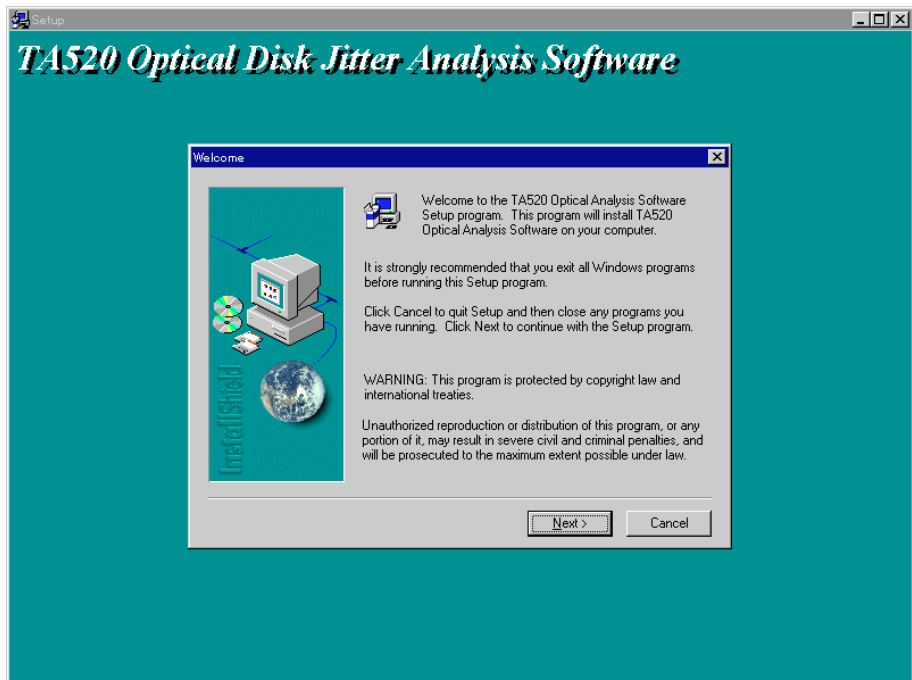 Setup
TA520 Optical Disk Jitter Analysis Software
Welcome
Welcome to the TA520 Optical Analysis Software
Setup program. This program will install TA520
Optical Analysis Software on your computer.
It is strongly recommended that you exit all Windows programs
before running this Setup program.
Click Cancel to quit Setup and then close any programs you
have running. Click Next to continue with the Setup program.
WARNING: This program is protected by copyright law and
international treaties.
Unauthorized reproduction or distribution of this program, or any
portion of it, may result in severe civil and criminal penalties, and
will be prosecuted to the maximum extent possible under law.
InstallShield
Next >
Cancel